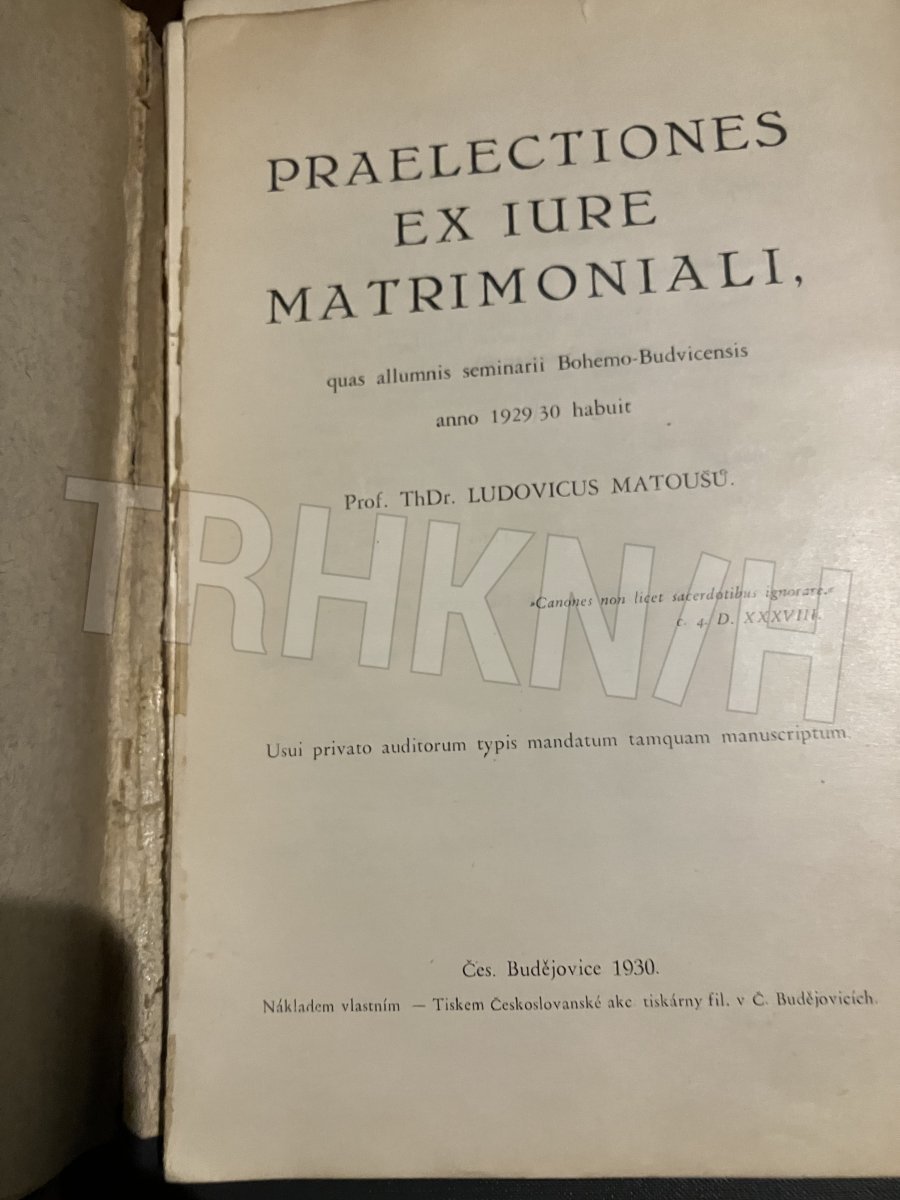 PRAELECTIONES
EX IURE
MATRIMONIALI,
quas allumnis seminarii Bohemo-Budvicensis
anno 1929/30 habuit
Prof. ThDr. LUDOVICUS MATOUŠŮ.
TRHKN/H
»Canones non licet sacerdotibus ignorare.«
c. 4. D. XXXVIII.
Usui privato auditorum typis mandatum tamquam manuscriptum.
Čes. Budějovice 1930.
Nákladem vlastním — Tiskem Českoslovanské akc. tiskárny fil. v Č. Budějovicích.